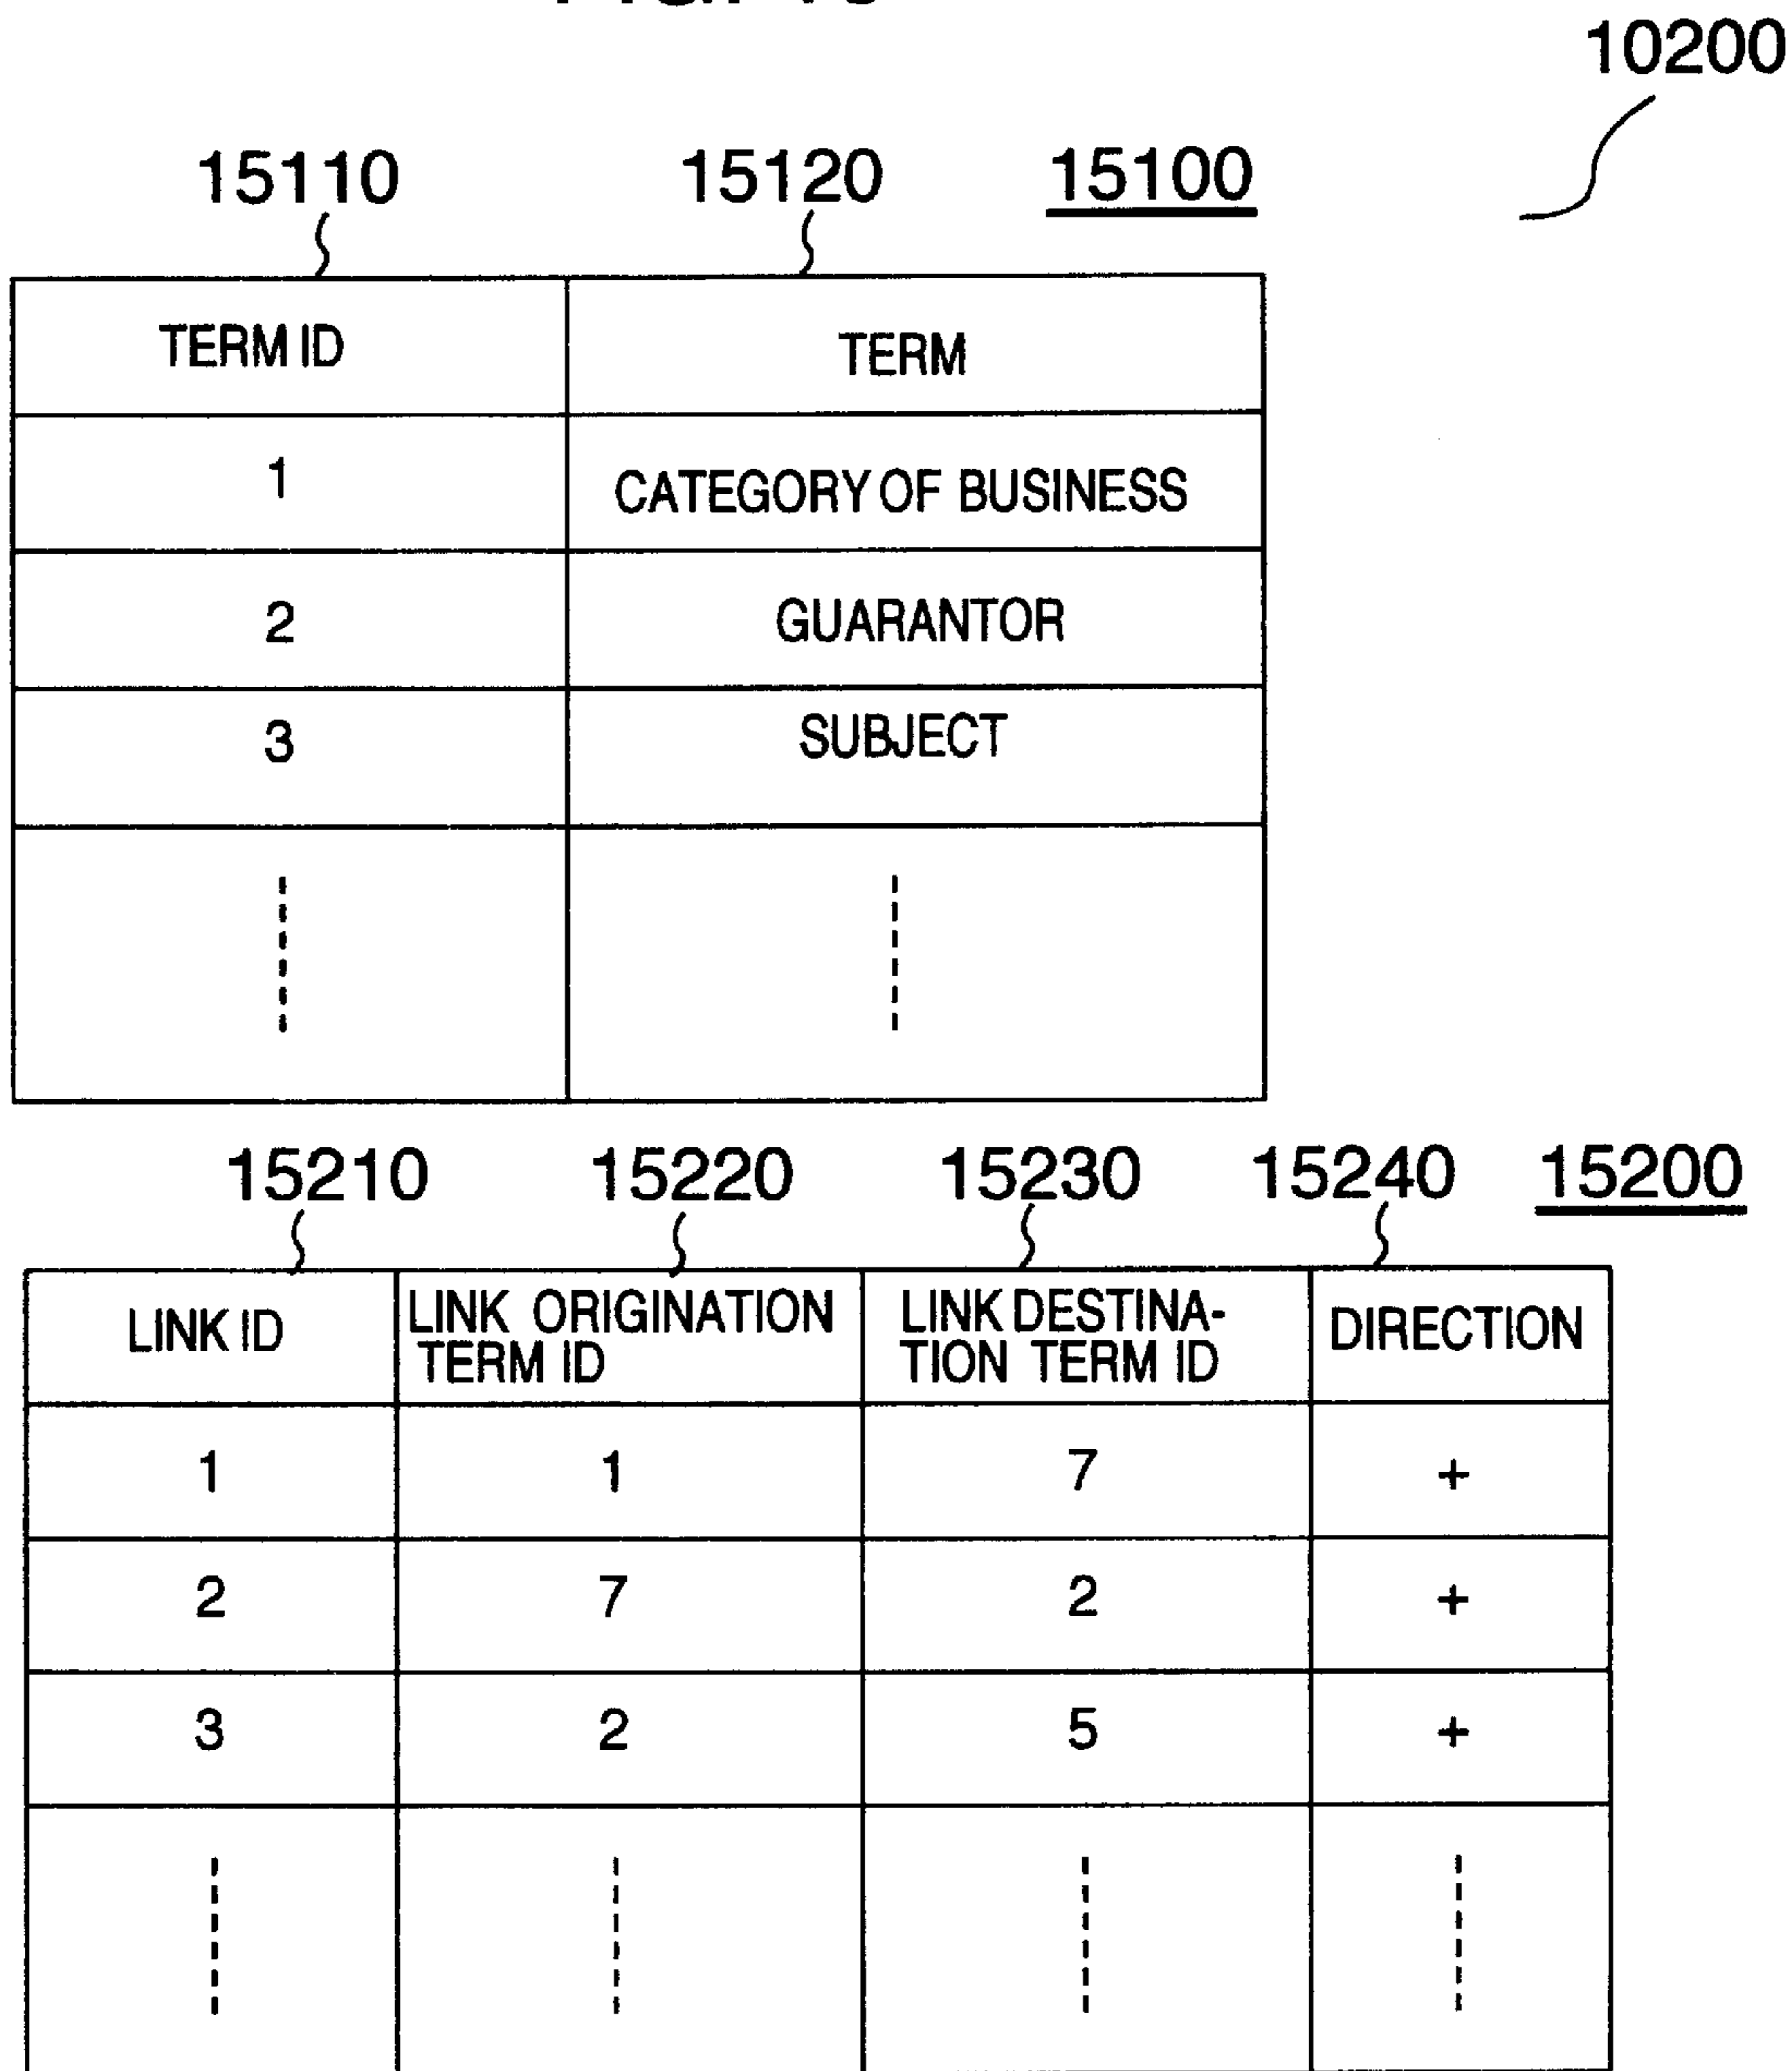 10200
15110 15120 15100
TERM ID TERM
1 CATEGORY OF BUSINESS
2 GUARANTOR
3 SUBJECT
15210 15220 15230 15240 15200
LINK ID LINK ORIGINATION TERM ID LINK DESTINA-TION TERM ID DIRECTION
1 1 7 +
2 7 2 +
3 2 5 +